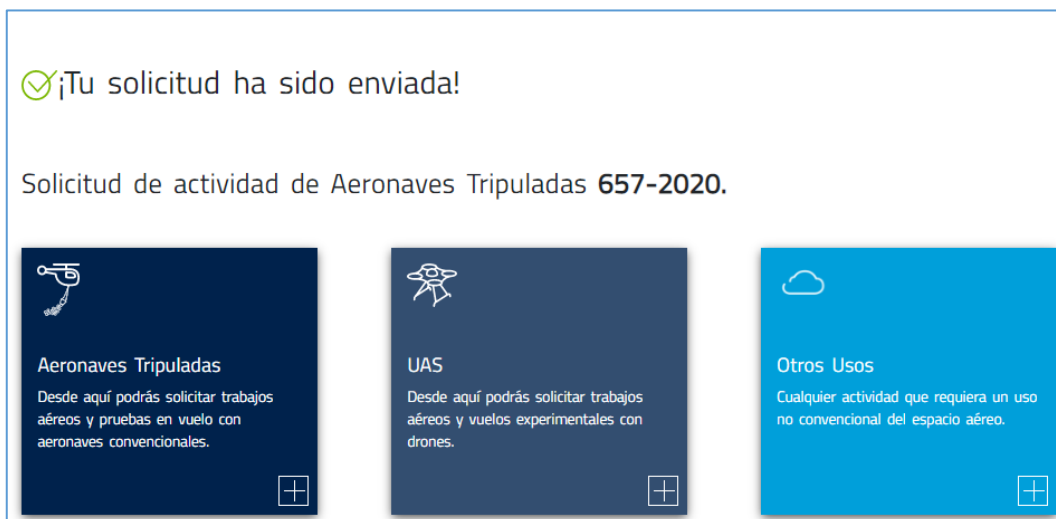 ¡Tu solicitud ha sido enviada!
Solicitud de actividad de Aeronaves Tripuladas 657-2020.
Aeronaves Tripuladas
Desde aquí podrás solicitar trabajos
aéreos y pruebas en vuelo con
aeronaves convencionales.
UAS
Desde aquí podrás solicitar trabajos
aéreos y vuelos experimentales con
drones.
Otros Usos
Cualquier actividad que requiera un uso
no convencional del espacio aéreo.